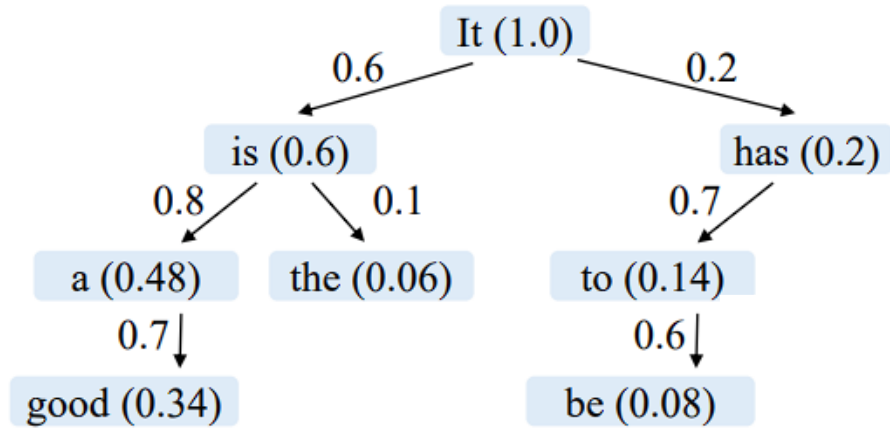 It (1.0)
0.6 0.2
is (0.6) has (0.2)
0.8 0.1 0.7
a (0.48) the (0.06) to (0.14)
0.7 0.6
good (0.34) be (0.08)